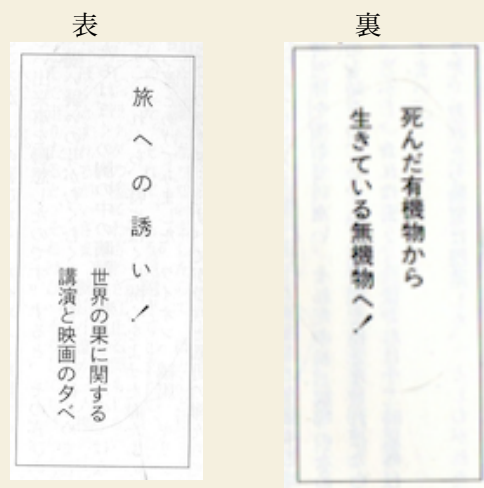 表
旅への誘い！
世界の果に関する
講演と映画の夕べ
裏
死んだ有機物から
生きている無機物へ！